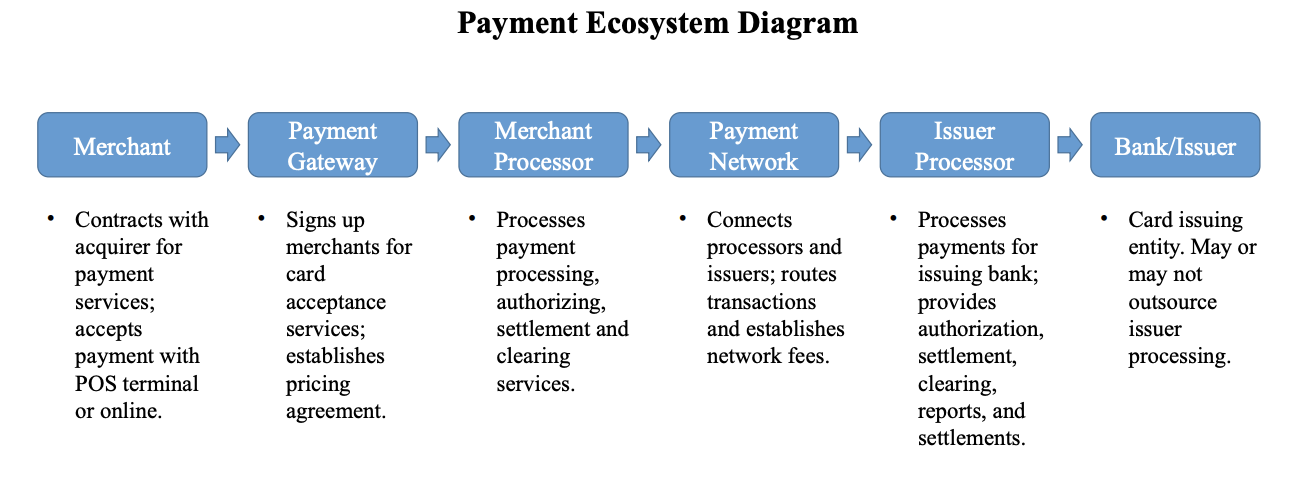 Payment Ecosystem Diagram
Merchant
Payment
Gateway
Merchant
Processor
Payment
Network
Issuer
Processor
Bank/Issuer
• Contracts with
acquirer for
payment
services;
accepts
payment with
POS terminal
or online.
• Signs up
merchants for
card
acceptance
services;
establishes
pricing
agreement.
• Processes
payment
processing,
authorizing,
settlement and
clearing
services.
• Connects
processors and
issuers; routes
transactions
and establishes
network fees.
• Processes
payments for
issuing bank;
provides
authorization,
settlement,
clearing,
reports, and
settlements.
• Card issuing
entity. May or
may not
outsource
issuer
processing.